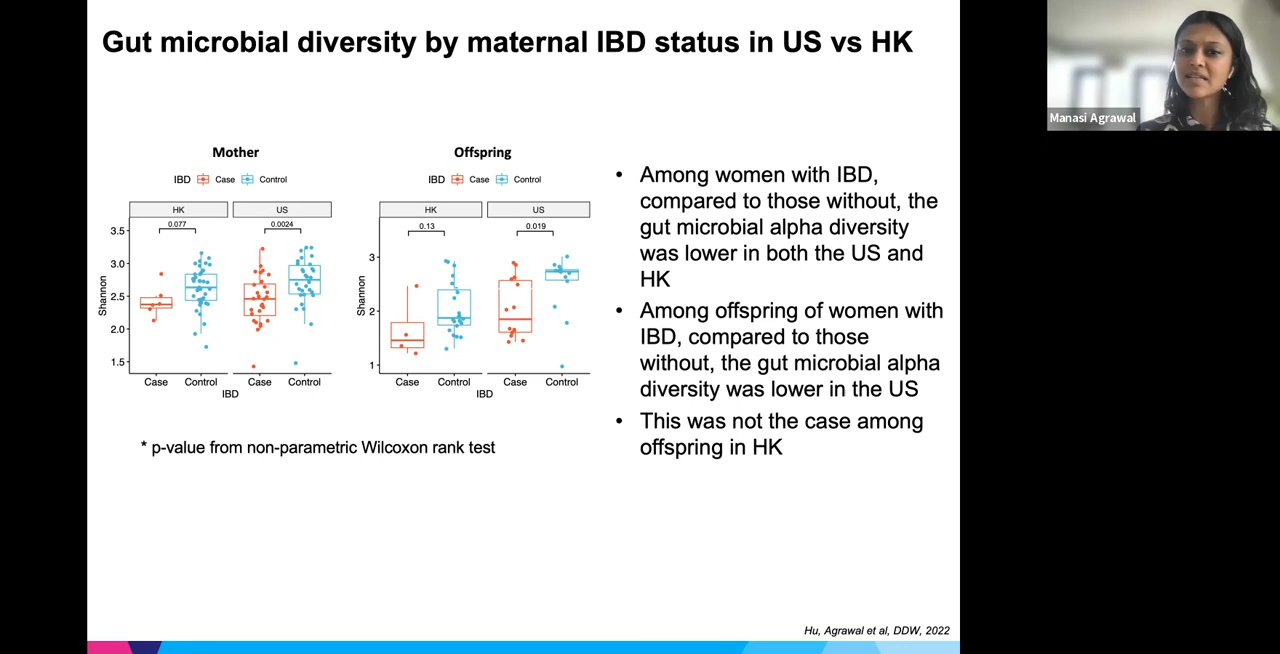 Gut microbial diversity by maternal IBD status in US vs HK
Manasi Agrawal
Mother
IBD Case Control
HK US
0.077 0.0024
3.5
3.0
2.5
2.0
1.5
Shannon
Case Control Case Control
IBD
Offspring
IBD Case Control
HK US
0.13 0.019
3
2
1
Shannon
Case Control Case Control
IBD
* p-value from non-parametric Wilcoxon rank test
• Among women with IBD,
compared to those without, the
gut microbial alpha diversity
was lower in both the US and
HK
• Among offspring of women with
IBD, compared to those
without, the gut microbial alpha
diversity was lower in the US
• This was not the case among
offspring in HK
Hu, Agrawal et al, DDW, 2022